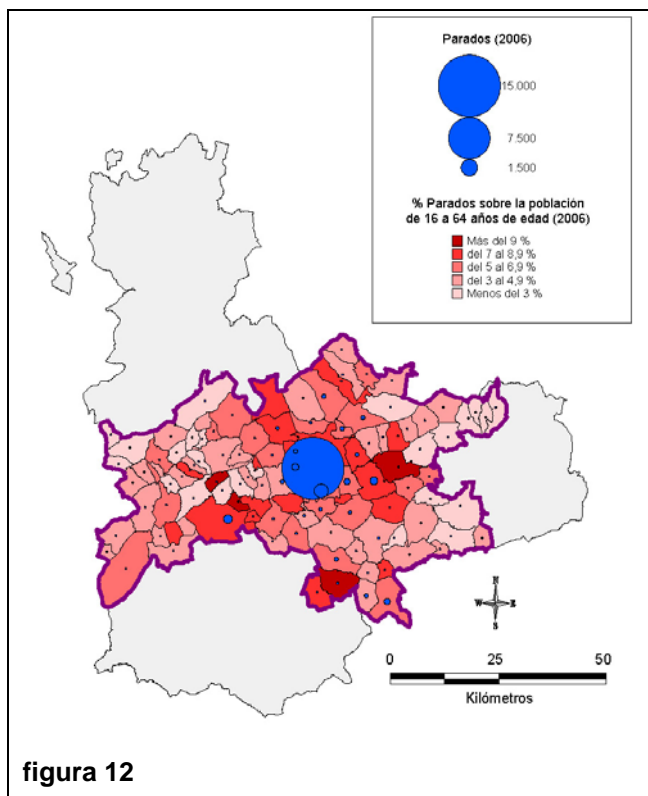 Parados (2006)
15.000
7.500
1.500
% Parados sobre la población
de 16 a 64 años de edad (2006)
Más del 9 %
del 7 al 8,9 %
del 5 al 6,9 %
del 3 al 4,9 %
Menos del 3 %
N
W E
S
0 25 50
Kilómetros
figura 12